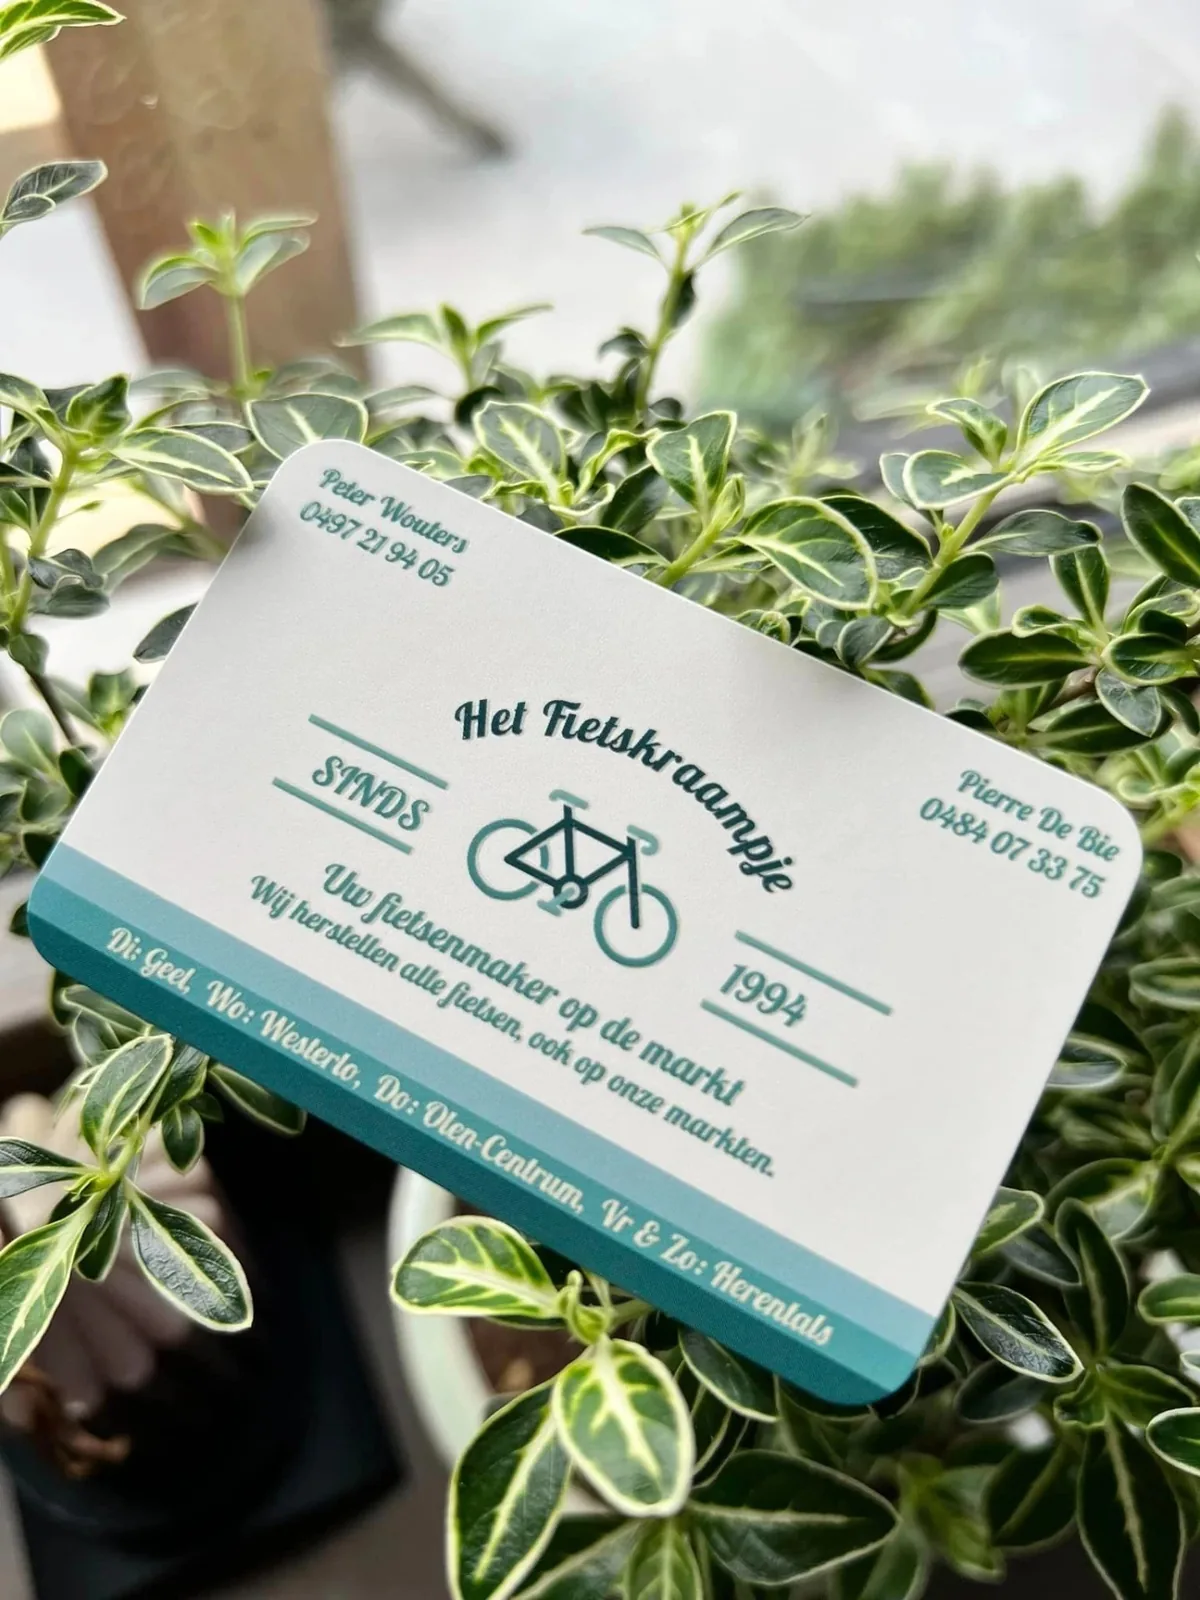 Peter Wouters
0497 21 94 05
Pierre De Bie
0484 07 33 75
Het Fietskraampje
SINDS
1994
Uw fietsenmaker op de markt
Wij herstellen alle fietsen, ook op onze markten.
Di: Geel, Wo: Westerlo, Do: Olen-Centrum, Vr & Zo: Herentals